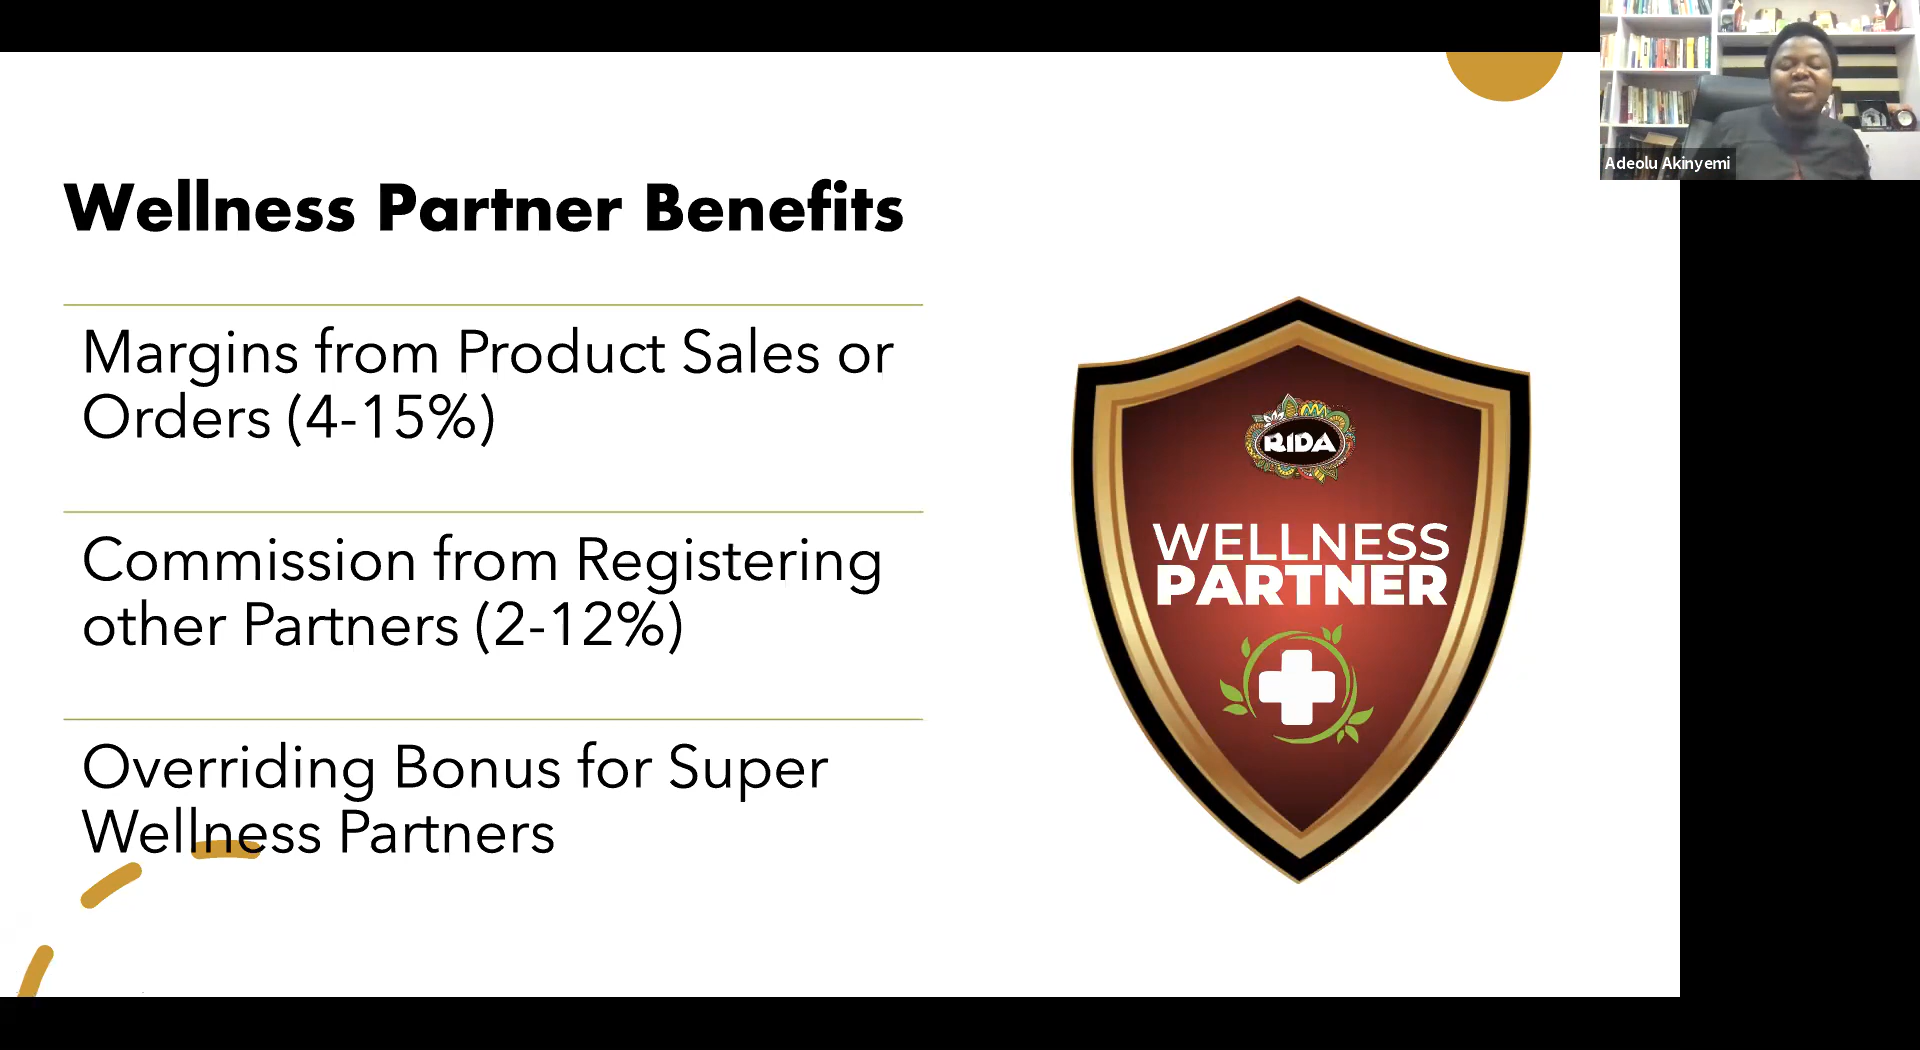 Adeolu Akinyemi
Wellness Partner Benefits
Margins from Product Sales or
Orders (4-15%)
Commission from Registering
other Partners (2-12%)
Overriding Bonus for Super
Wellness Partners
RIDA
WELLNESS
PARTNER